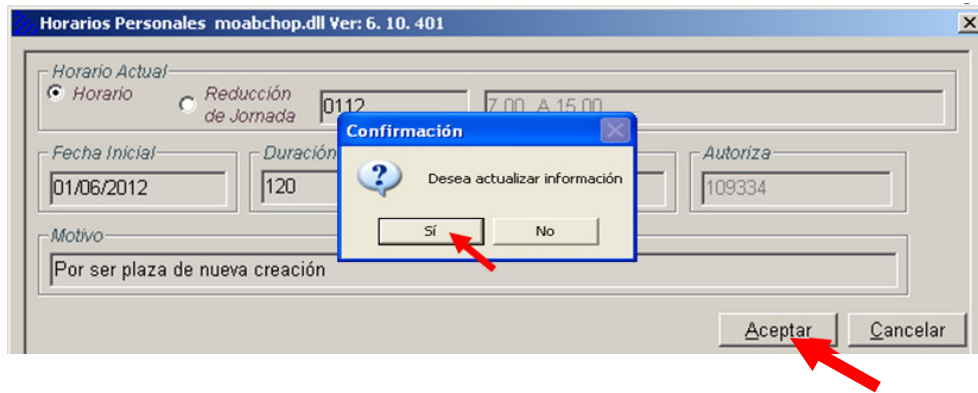 Horarios Personales moabchop.dll Ver: 6. 10. 401
Horario Actual
Horario
Reducción
de Jornada
0112
7.00 A 15.00
Confirmación
Desea actualizar información
Sí
No
Fecha Inicial
01/06/2012
Duración
120
Autoriza
109334
Motivo
Por ser plaza de nueva creación
Aceptar
Cancelar